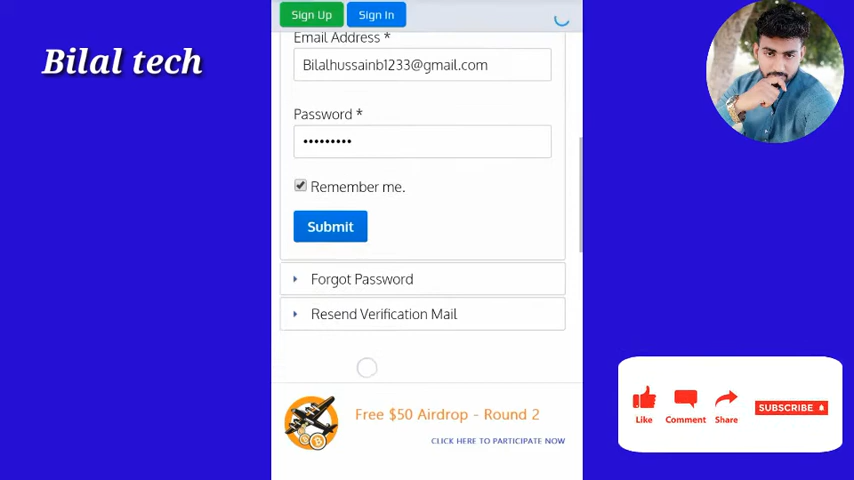 Bilal tech
Sign Up
Sign In
Email Address *
Bilalhussainb1233@gmail.com
Password *
•••••••••
Remember me.
Submit
Forgot Password
Resend Verification Mail
Free $50 Airdrop - Round 2
CLICK HERE TO PARTICIPATE NOW
Like
Comment
Share
SUBSCRIBE